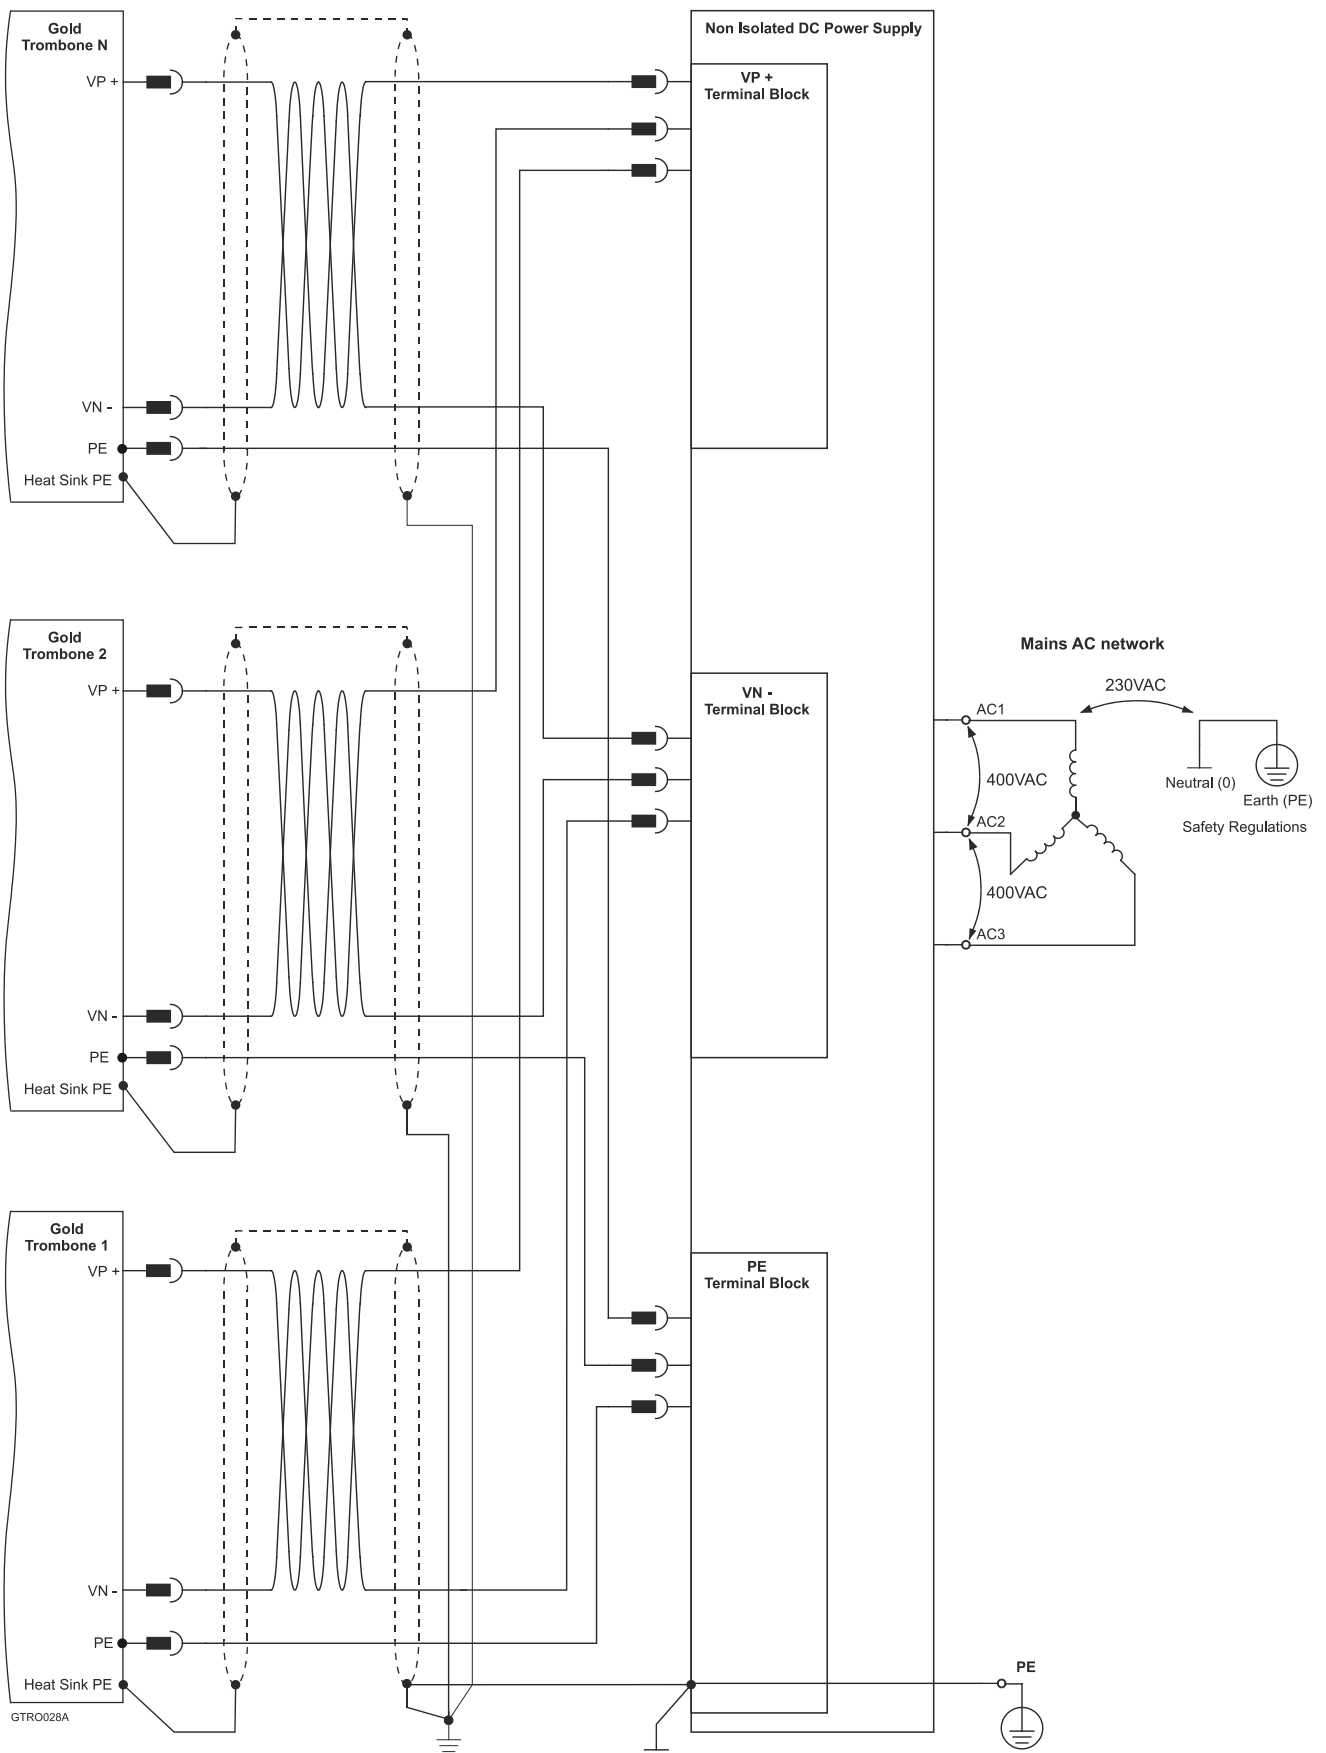 Gold
Trombone N
VP +
VN -
PE
Heat Sink PE
Non Isolated DC Power Supply
VP +
Terminal Block
Gold
Trombone 2
VP +
VN -
PE
Heat Sink PE
VN -
Terminal Block
Mains AC network
230VAC
AC1
400VAC
Neutral (0)
Earth (PE)
AC2
Safety Regulations
400VAC
AC3
Gold
Trombone 1
VP +
VN -
PE
Heat Sink PE
PE
Terminal Block
PE
GTRO028A